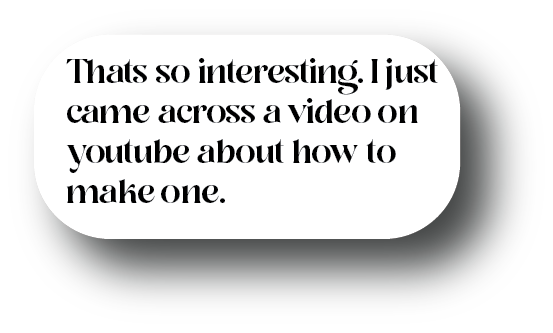 Thats so interesting. I just
came across a video on
youtube about how to
make one.